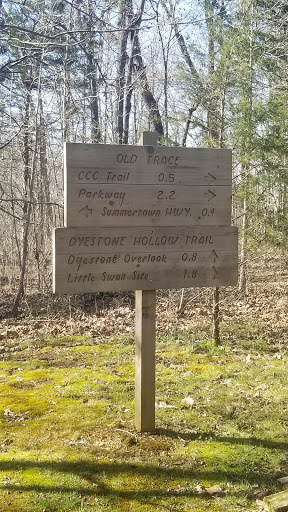 OLD TRACE
CCC Trail 0.5 →
Parkway 2.2 →
← Summertown HWY. 0.4
DYESTONE HOLLOW TRAIL
Dyestone Overlook 0.8 ↑
Little Swan Site 1.8 ↑